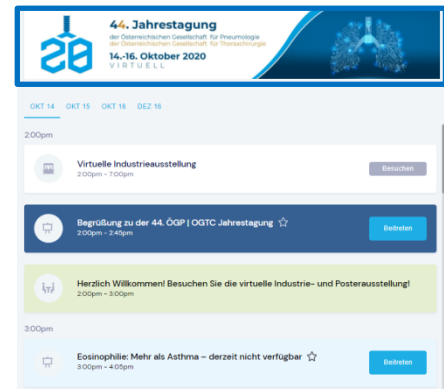 20
44. Jahrestagung
der Österreichischen Gesellschaft für Pneumologie
der Österreichischen Gesellschaft für Thoraxchirurgie
14.-16. Oktober 2020
VIRTUELL
OKT 14 OKT 15 OKT 16 DEZ 16
2:00pm
Virtuelle Industrieausstellung
2:00pm - 7:00pm
Besuchen
Begrüßung zu der 44. ÖGP | OGTC Jahrestagung
2:00pm - 2:45pm
Beitreten
Herzlich Willkommen! Besuchen Sie die virtuelle Industrie- und Posterausstellung!
2:00pm - 3:00pm
3:00pm
Eosinophilie: Mehr als Asthma – derzeit nicht verfügbar
3:00pm - 4:05pm
Beitreten